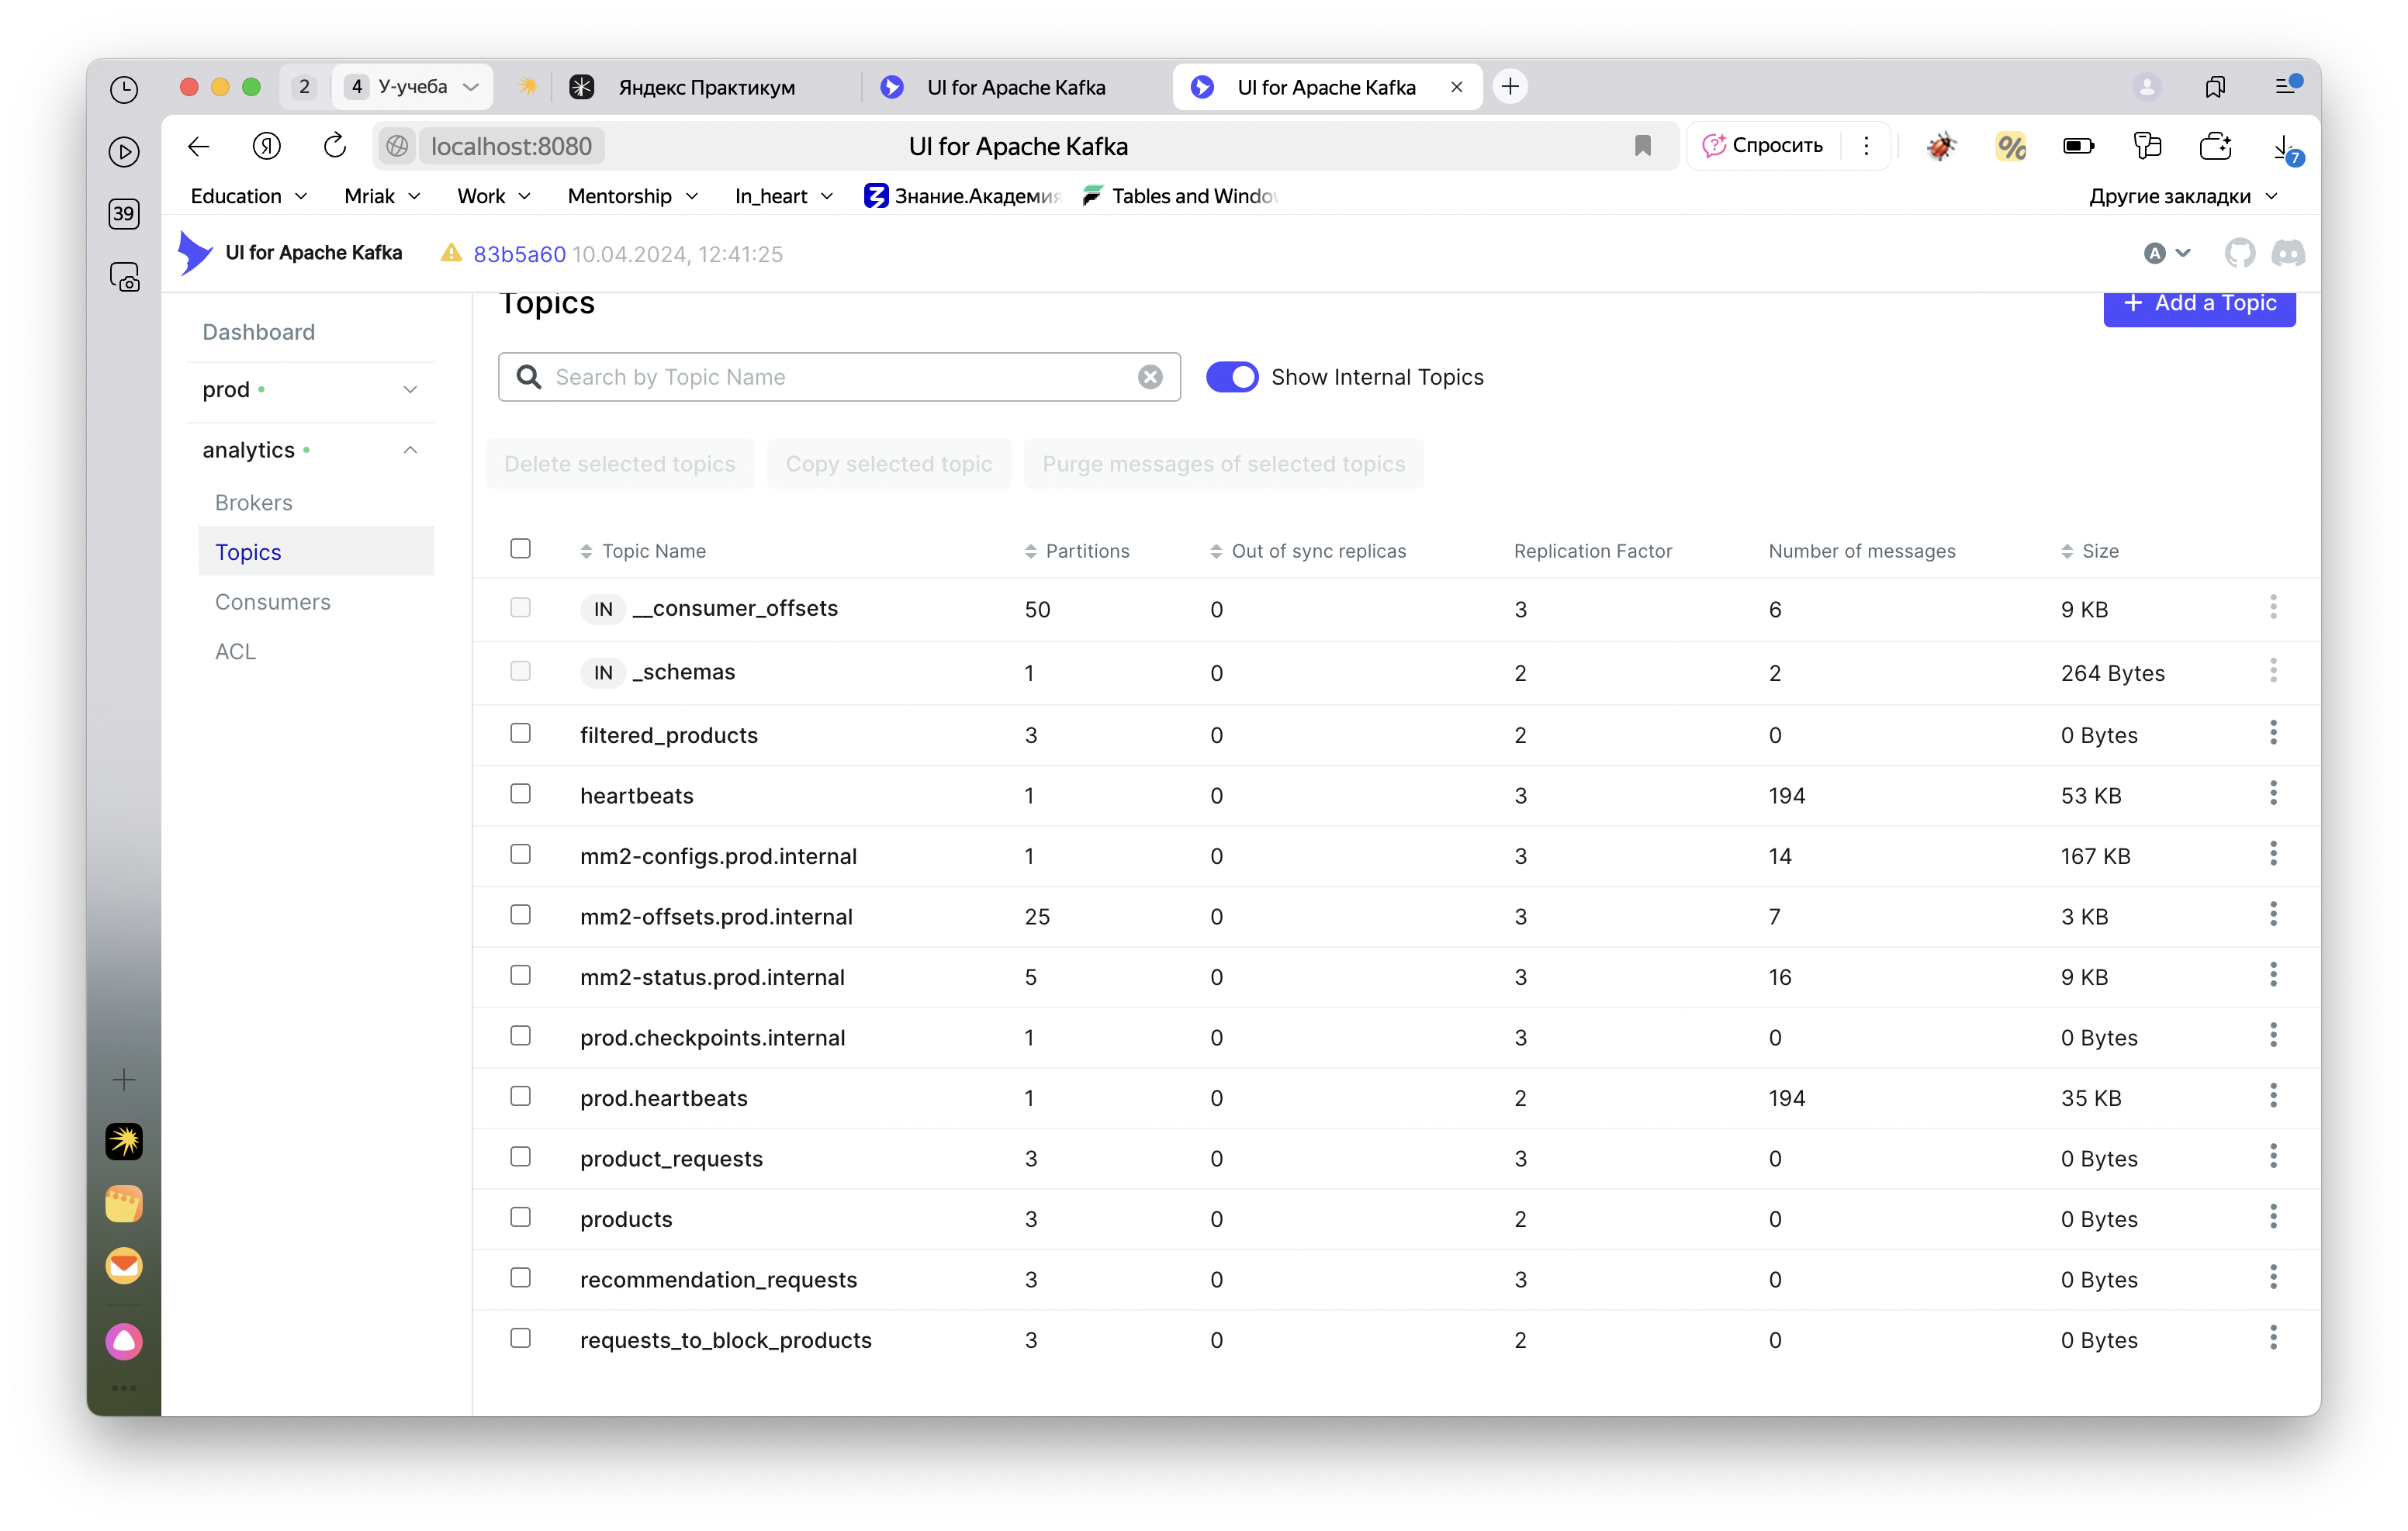 2 4 У-учеба Яндекс Практикум UI for Apache Kafka UI for Apache Kafka
Я localhost:8080 UI for Apache Kafka Спросить % 7
Education Mriak Work Mentorship In_heart Знание.Академия Tables and Windo
Другие закладки
39
UI for Apache Kafka 83b5a60 10.04.2024, 12:41:25 A
Dashboard
prod
analytics
Brokers
Topics
Consumers
ACL
Topics + Add a Topic
Search by Topic Name Show Internal Topics
Delete selected topics Copy selected topic Purge messages of selected topics
Topic Name Partitions Out of sync replicas Replication Factor Number of messages Size
IN __consumer_offsets 50 0 3 6 9 KB
IN _schemas 1 0 2 2 264 Bytes
filtered_products 3 0 2 0 0 Bytes
heartbeats 1 0 3 194 53 KB
mm2-configs.prod.internal 1 0 3 14 167 KB
mm2-offsets.prod.internal 25 0 3 7 3 KB
mm2-status.prod.internal 5 0 3 16 9 KB
prod.checkpoints.internal 1 0 3 0 0 Bytes
prod.heartbeats 1 0 2 194 35 KB
product_requests 3 0 3 0 0 Bytes
products 3 0 2 0 0 Bytes
recommendation_requests 3 0 3 0 0 Bytes
requests_to_block_products 3 0 2 0 0 Bytes